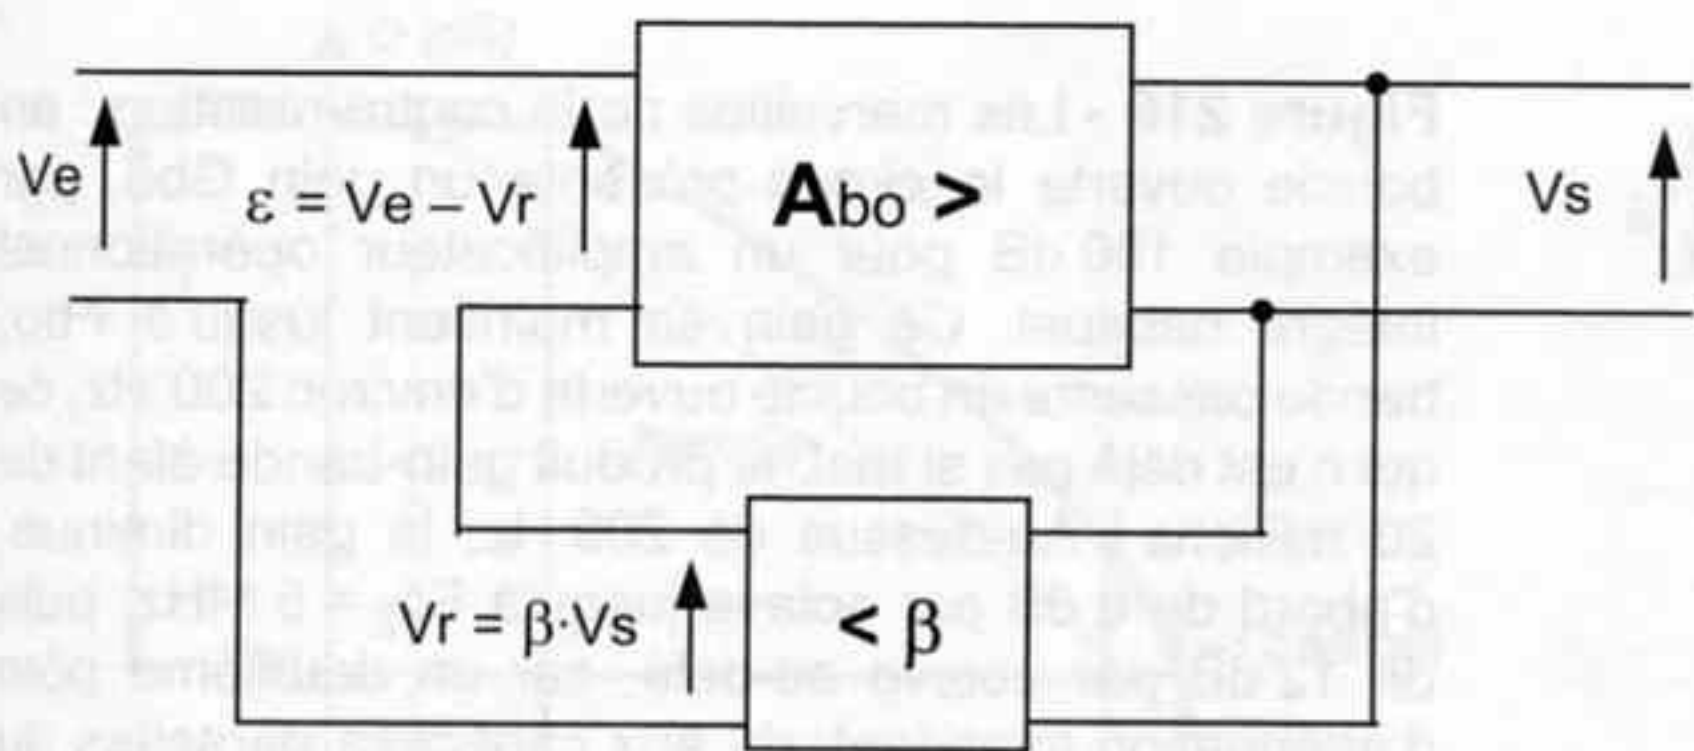 Ve
ε = Ve – Vr
Abo >
Vs
Vr = β·Vs
< β